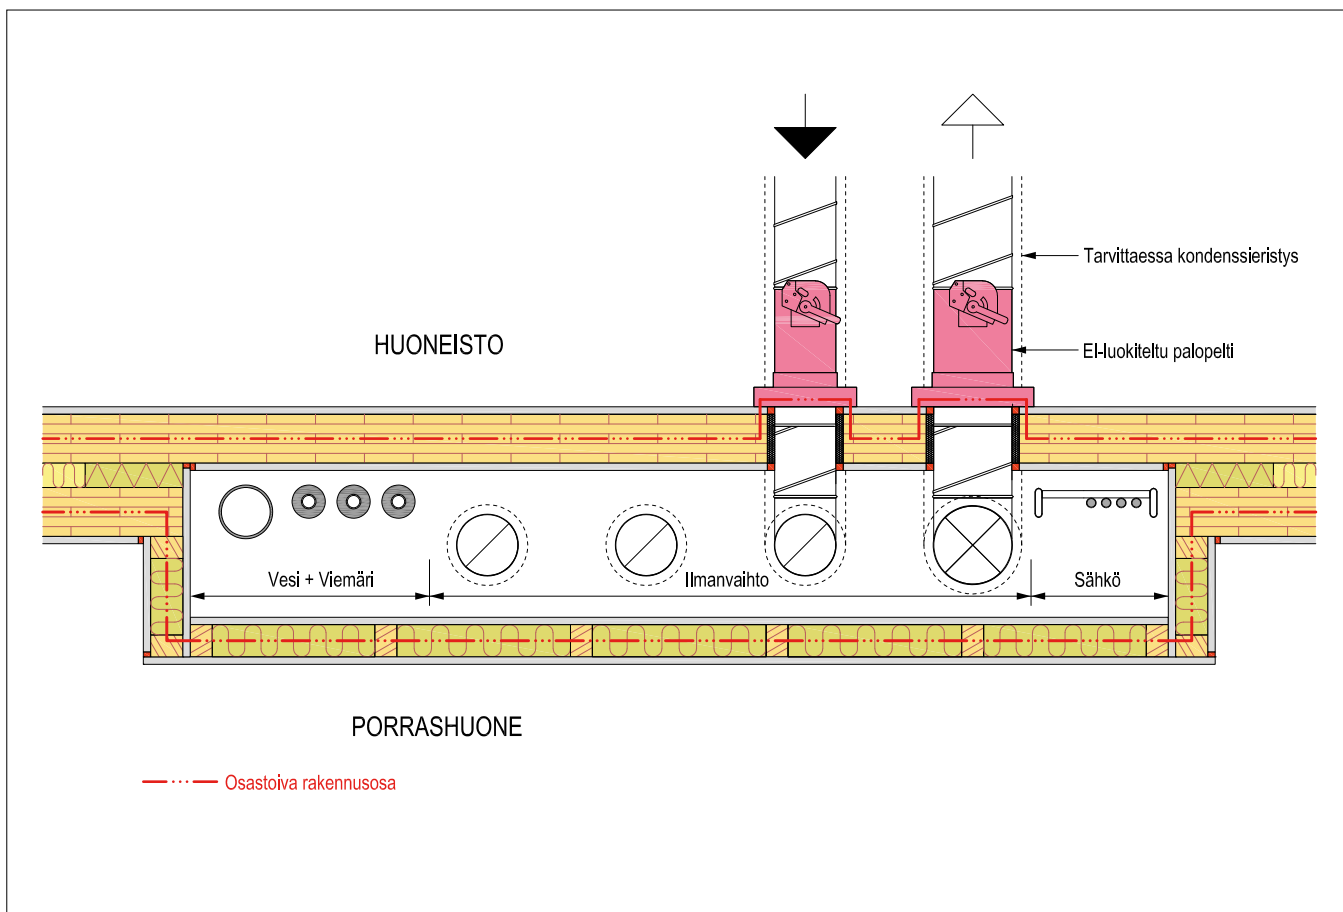 Tarvittaessa kondenssieristys
HUONEISTO
EI-luokiteltu palopelti
Vesi + Viemäri
Ilmanvaihto
Sähkö
PORRASHUONE
Osastoiva rakennusosa